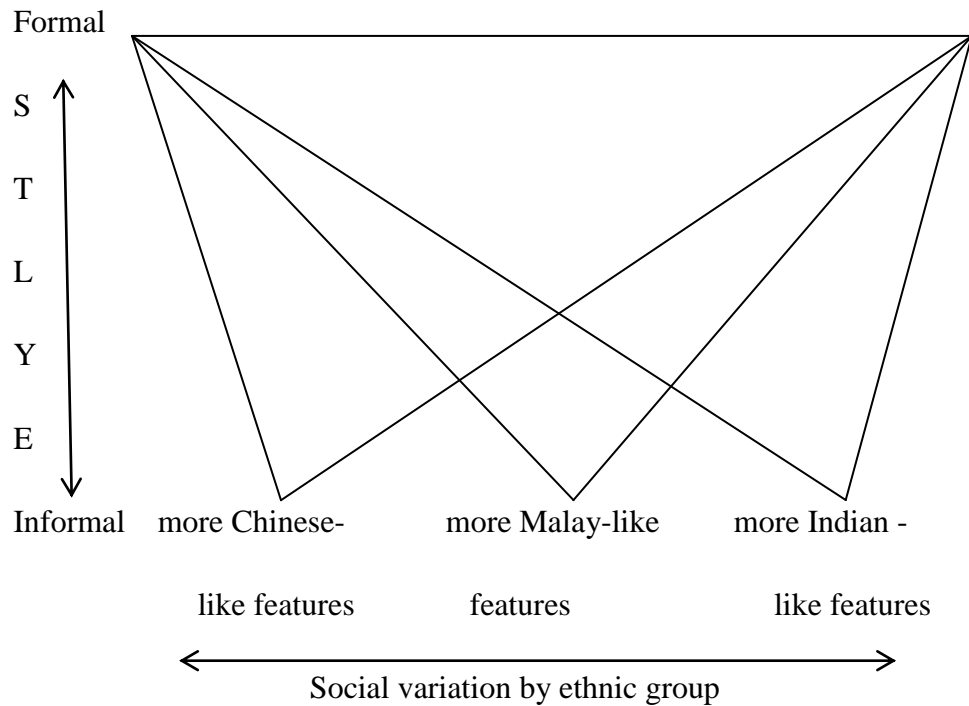 Formal
S
T
L
Y
E
Informal more Chinese- more Malay-like more Indian -
like features features like features
Social variation by ethnic group